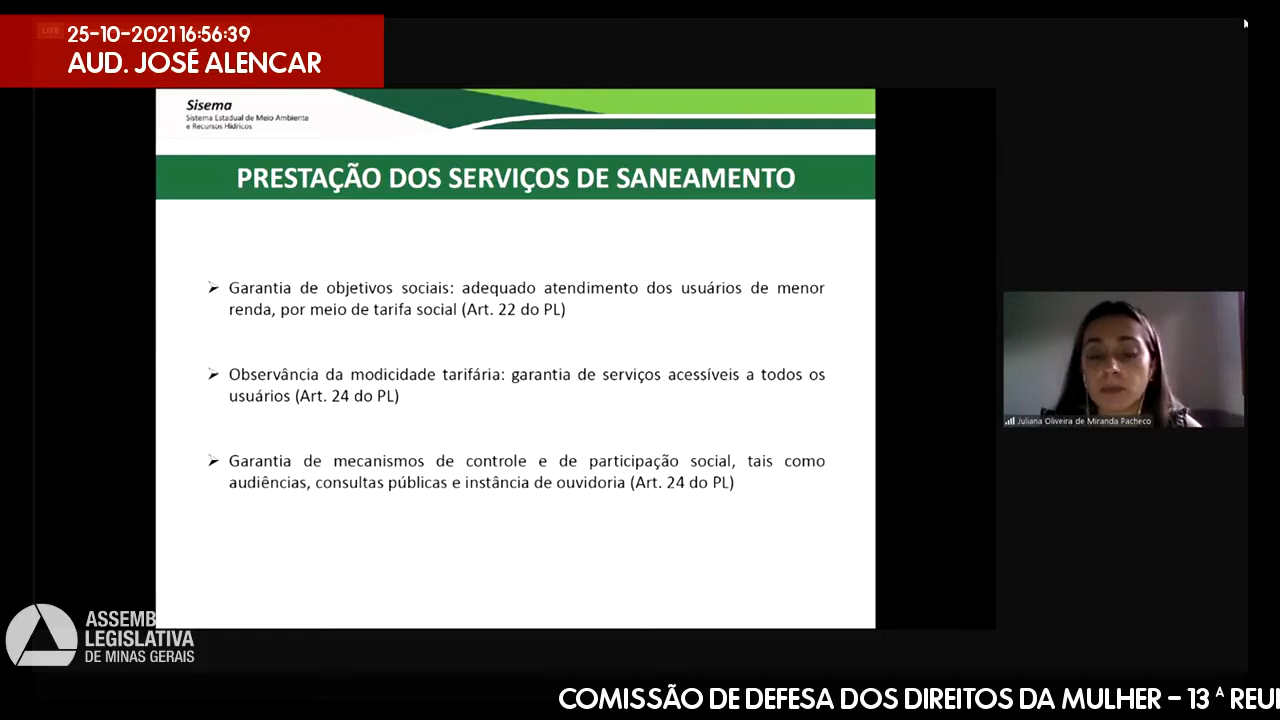 LIVE
25-10-2021 16:56:39
AUD. JOSÉ ALENCAR
Sisema
Sistema Estadual de Meio Ambiente
e Recursos Hídricos
PRESTAÇÃO DOS SERVIÇOS DE SANEAMENTO
➢ Garantia de objetivos sociais: adequado atendimento dos usuários de menor
renda, por meio de tarifa social (Art. 22 do PL)
➢ Observância da modicidade tarifária: garantia de serviços acessíveis a todos os
usuários (Art. 24 do PL)
➢ Garantia de mecanismos de controle e de participação social, tais como
audiências, consultas públicas e instância de ouvidoria (Art. 24 do PL)
Juliana Oliveira de Miranda Pacheco
ASSEMB
LEGISLATIVA
DE MINAS GERAIS
COMISSÃO DE DEFESA DOS DIREITOS DA MULHER – 13 ª REU